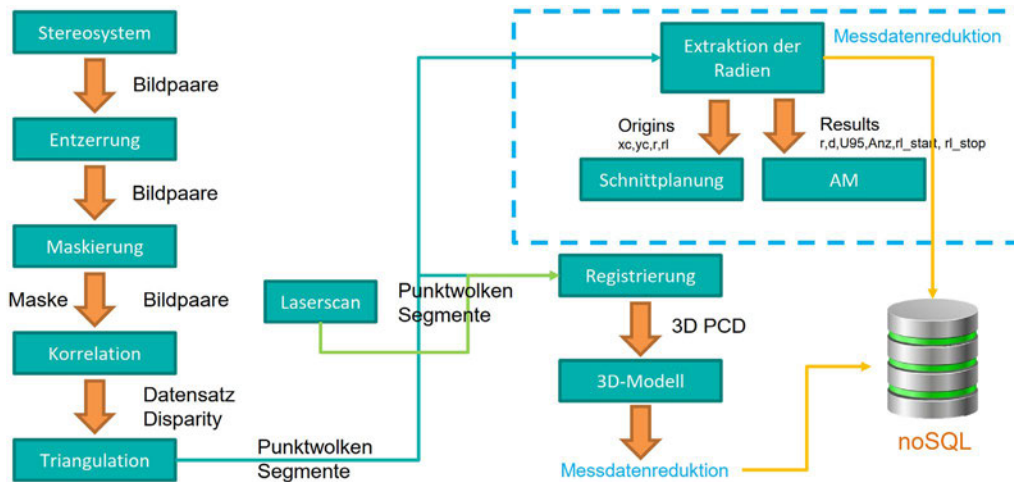 Stereosystem
Bildpaare
Entzerrung
Bildpaare
Maskierung
Maske
Bildpaare
Korrelation
Datensatz
Disparity
Triangulation
Punktwolken
Segmente
Laserscan
Punktwolken
Segmente
Messdatenreduktion
Extraktion der
Radien
Origins
xc,yc,r,rl
Results
r,d,U95,Anz,rl_start, rl_stop
Schnittplanung
AM
Registrierung
3D PCD
3D-Modell
Messdatenreduktion
noSQL